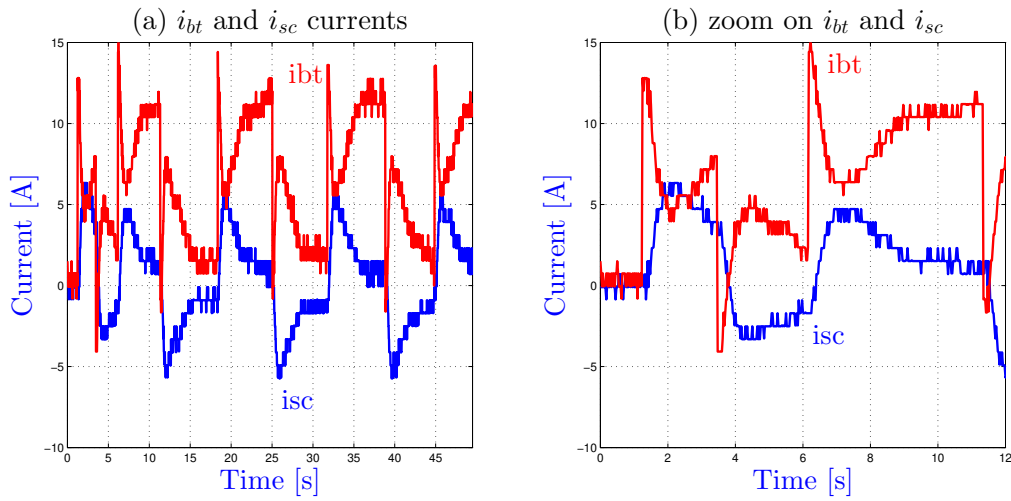 (a) i_bt and i_sc currents
15
10
5
0
−5
−10
0 5 10 15 20 25 30 35 40 45
Current [A]
Time [s]
ibt
isc
(b) zoom on i_bt and i_sc
15
10
5
0
−5
−10
0 2 4 6 8 10 12
Current [A]
Time [s]
ibt
isc